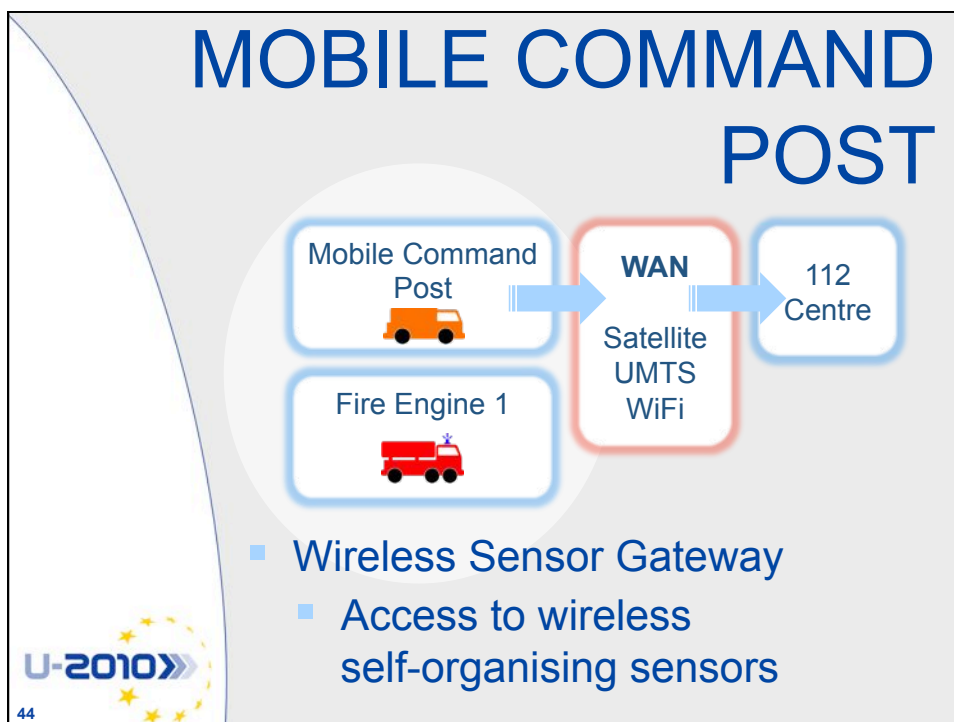 MOBILE COMMAND
POST
Mobile Command
Post
WAN
Satellite
UMTS
WiFi
112
Centre
Fire Engine 1
Wireless Sensor Gateway
Access to wireless
self-organising sensors
U-2010
44